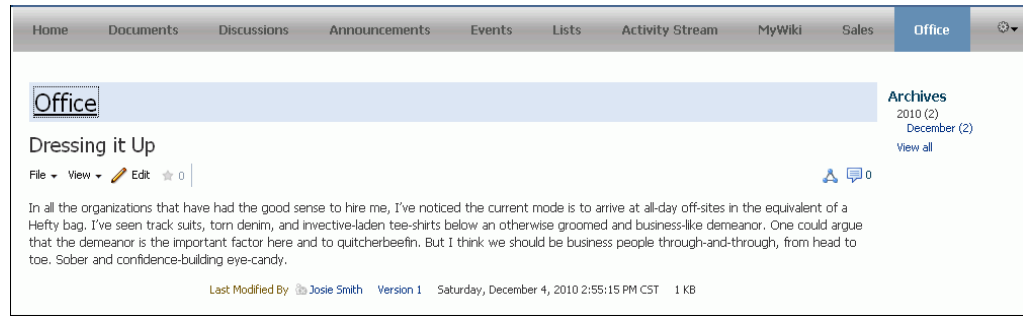 Home Documents Discussions Announcements Events Lists Activity Stream MyWiki Sales Office
Office
Archives
2010 (2)
December (2)
View all
Dressing it Up
File View Edit 0
0
In all the organizations that have had the good sense to hire me, I've noticed the current mode is to arrive at all-day off-sites in the equivalent of a
Hefty bag. I've seen track suits, torn denim, and invective-laden tee-shirts below an otherwise groomed and business-like demeanor. One could argue
that the demeanor is the important factor here and to quitcherbeefin. But I think we should be business people through-and-through, from head to
toe. Sober and confidence-building eye-candy.
Last Modified By Josie Smith Version 1 Saturday, December 4, 2010 2:55:15 PM CST 1 KB